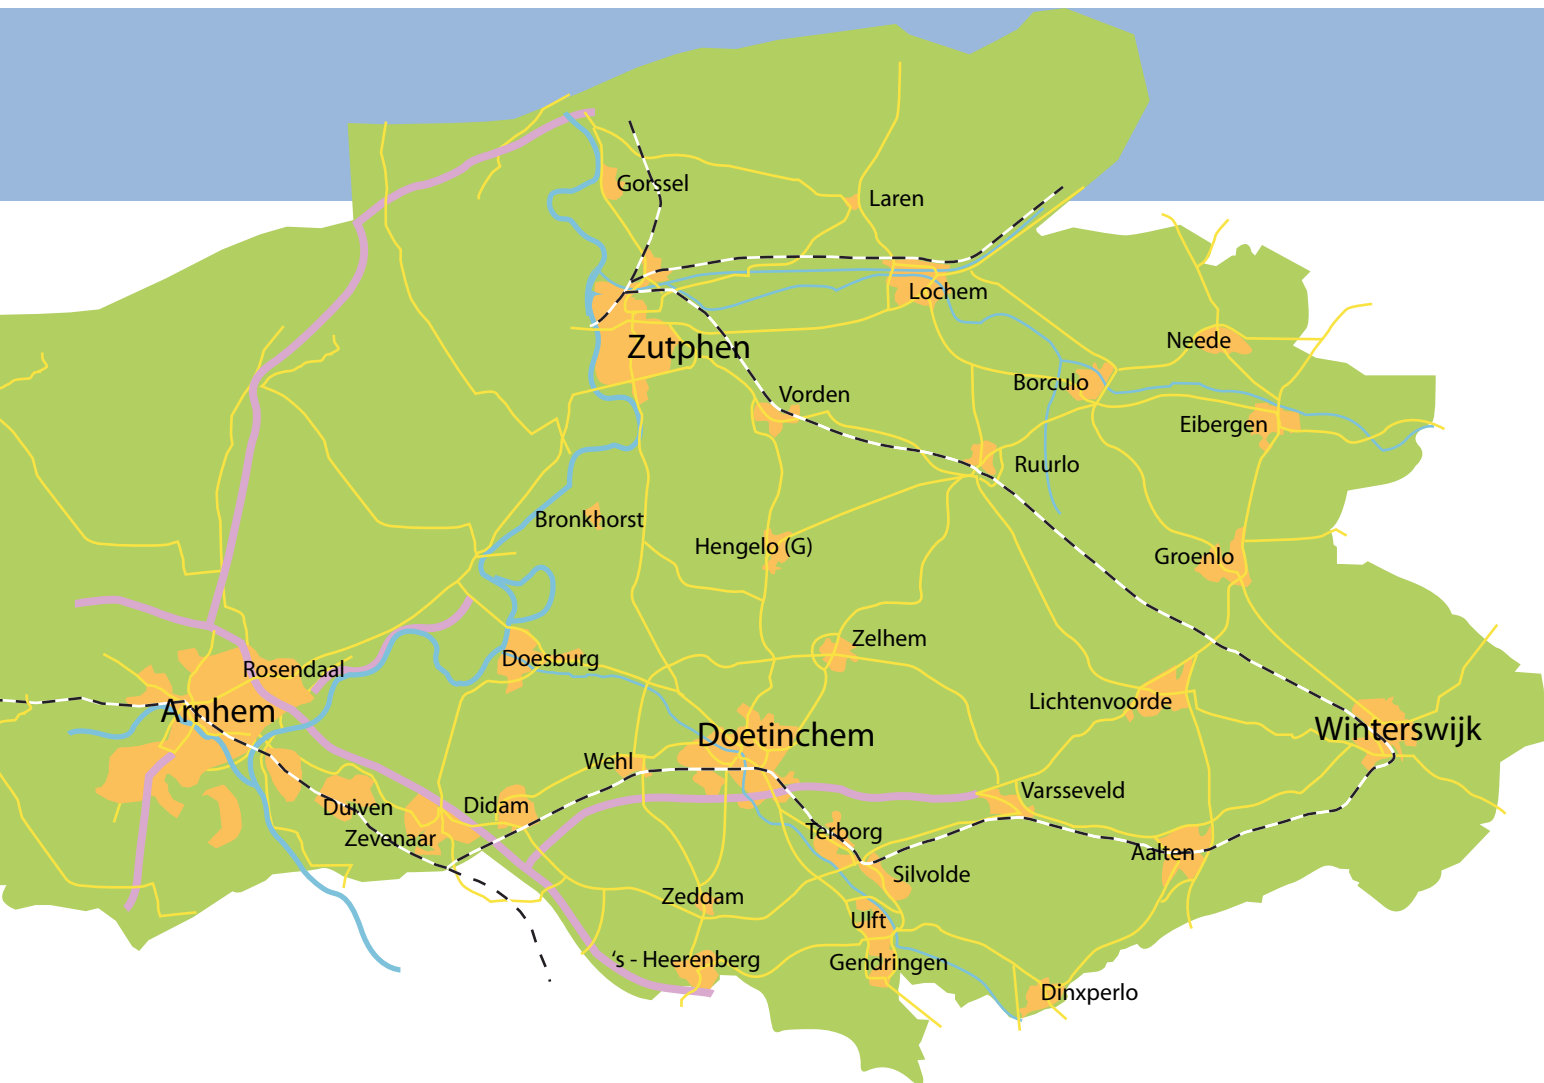 Gorssel
Laren
Lochem
Zutphen
Neede
Borculo
Vorden
Eibergen
Ruurlo
Bronkhorst
Hengelo (G)
Groenlo
Zelhem
Doesburg
Rosendaal
Lichtenvoorde
Arnhem
Doetinchem
Winterswijk
Wehl
Varsseveld
Didam
Duiven
Terborg
Zevenaar
Aalten
Silvolde
Zeddam
Ulft
's - Heerenberg
Gendringen
Dinxperlo